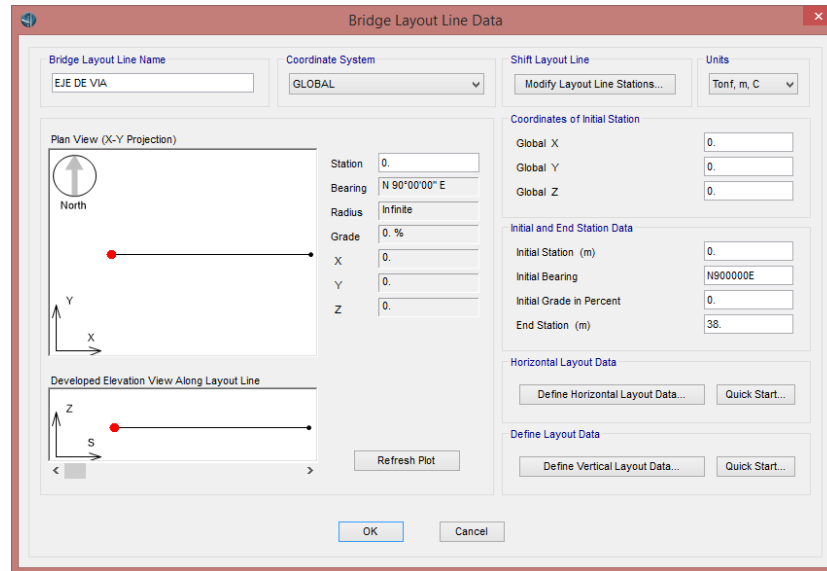 Bridge Layout Line Data
Bridge Layout Line Name
EJE DE VIA
Coordinate System
GLOBAL
Shift Layout Line
Modify Layout Line Stations...
Units
Tonf, m, C
Plan View (X-Y Projection)
North
Y
X
Station 0.
Bearing N 90°00'00" E
Radius Infinite
Grade 0. %
X 0.
Y 0.
Z 0.
Developed Elevation View Along Layout Line
Z
S
Refresh Plot
Coordinates of Initial Station
Global X 0.
Global Y 0.
Global Z 0.
Initial and End Station Data
Initial Station (m) 0.
Initial Bearing N900000E
Initial Grade in Percent 0.
End Station (m) 38.
Horizontal Layout Data
Define Horizontal Layout Data... Quick Start...
Define Layout Data
Define Vertical Layout Data... Quick Start...
OK Cancel